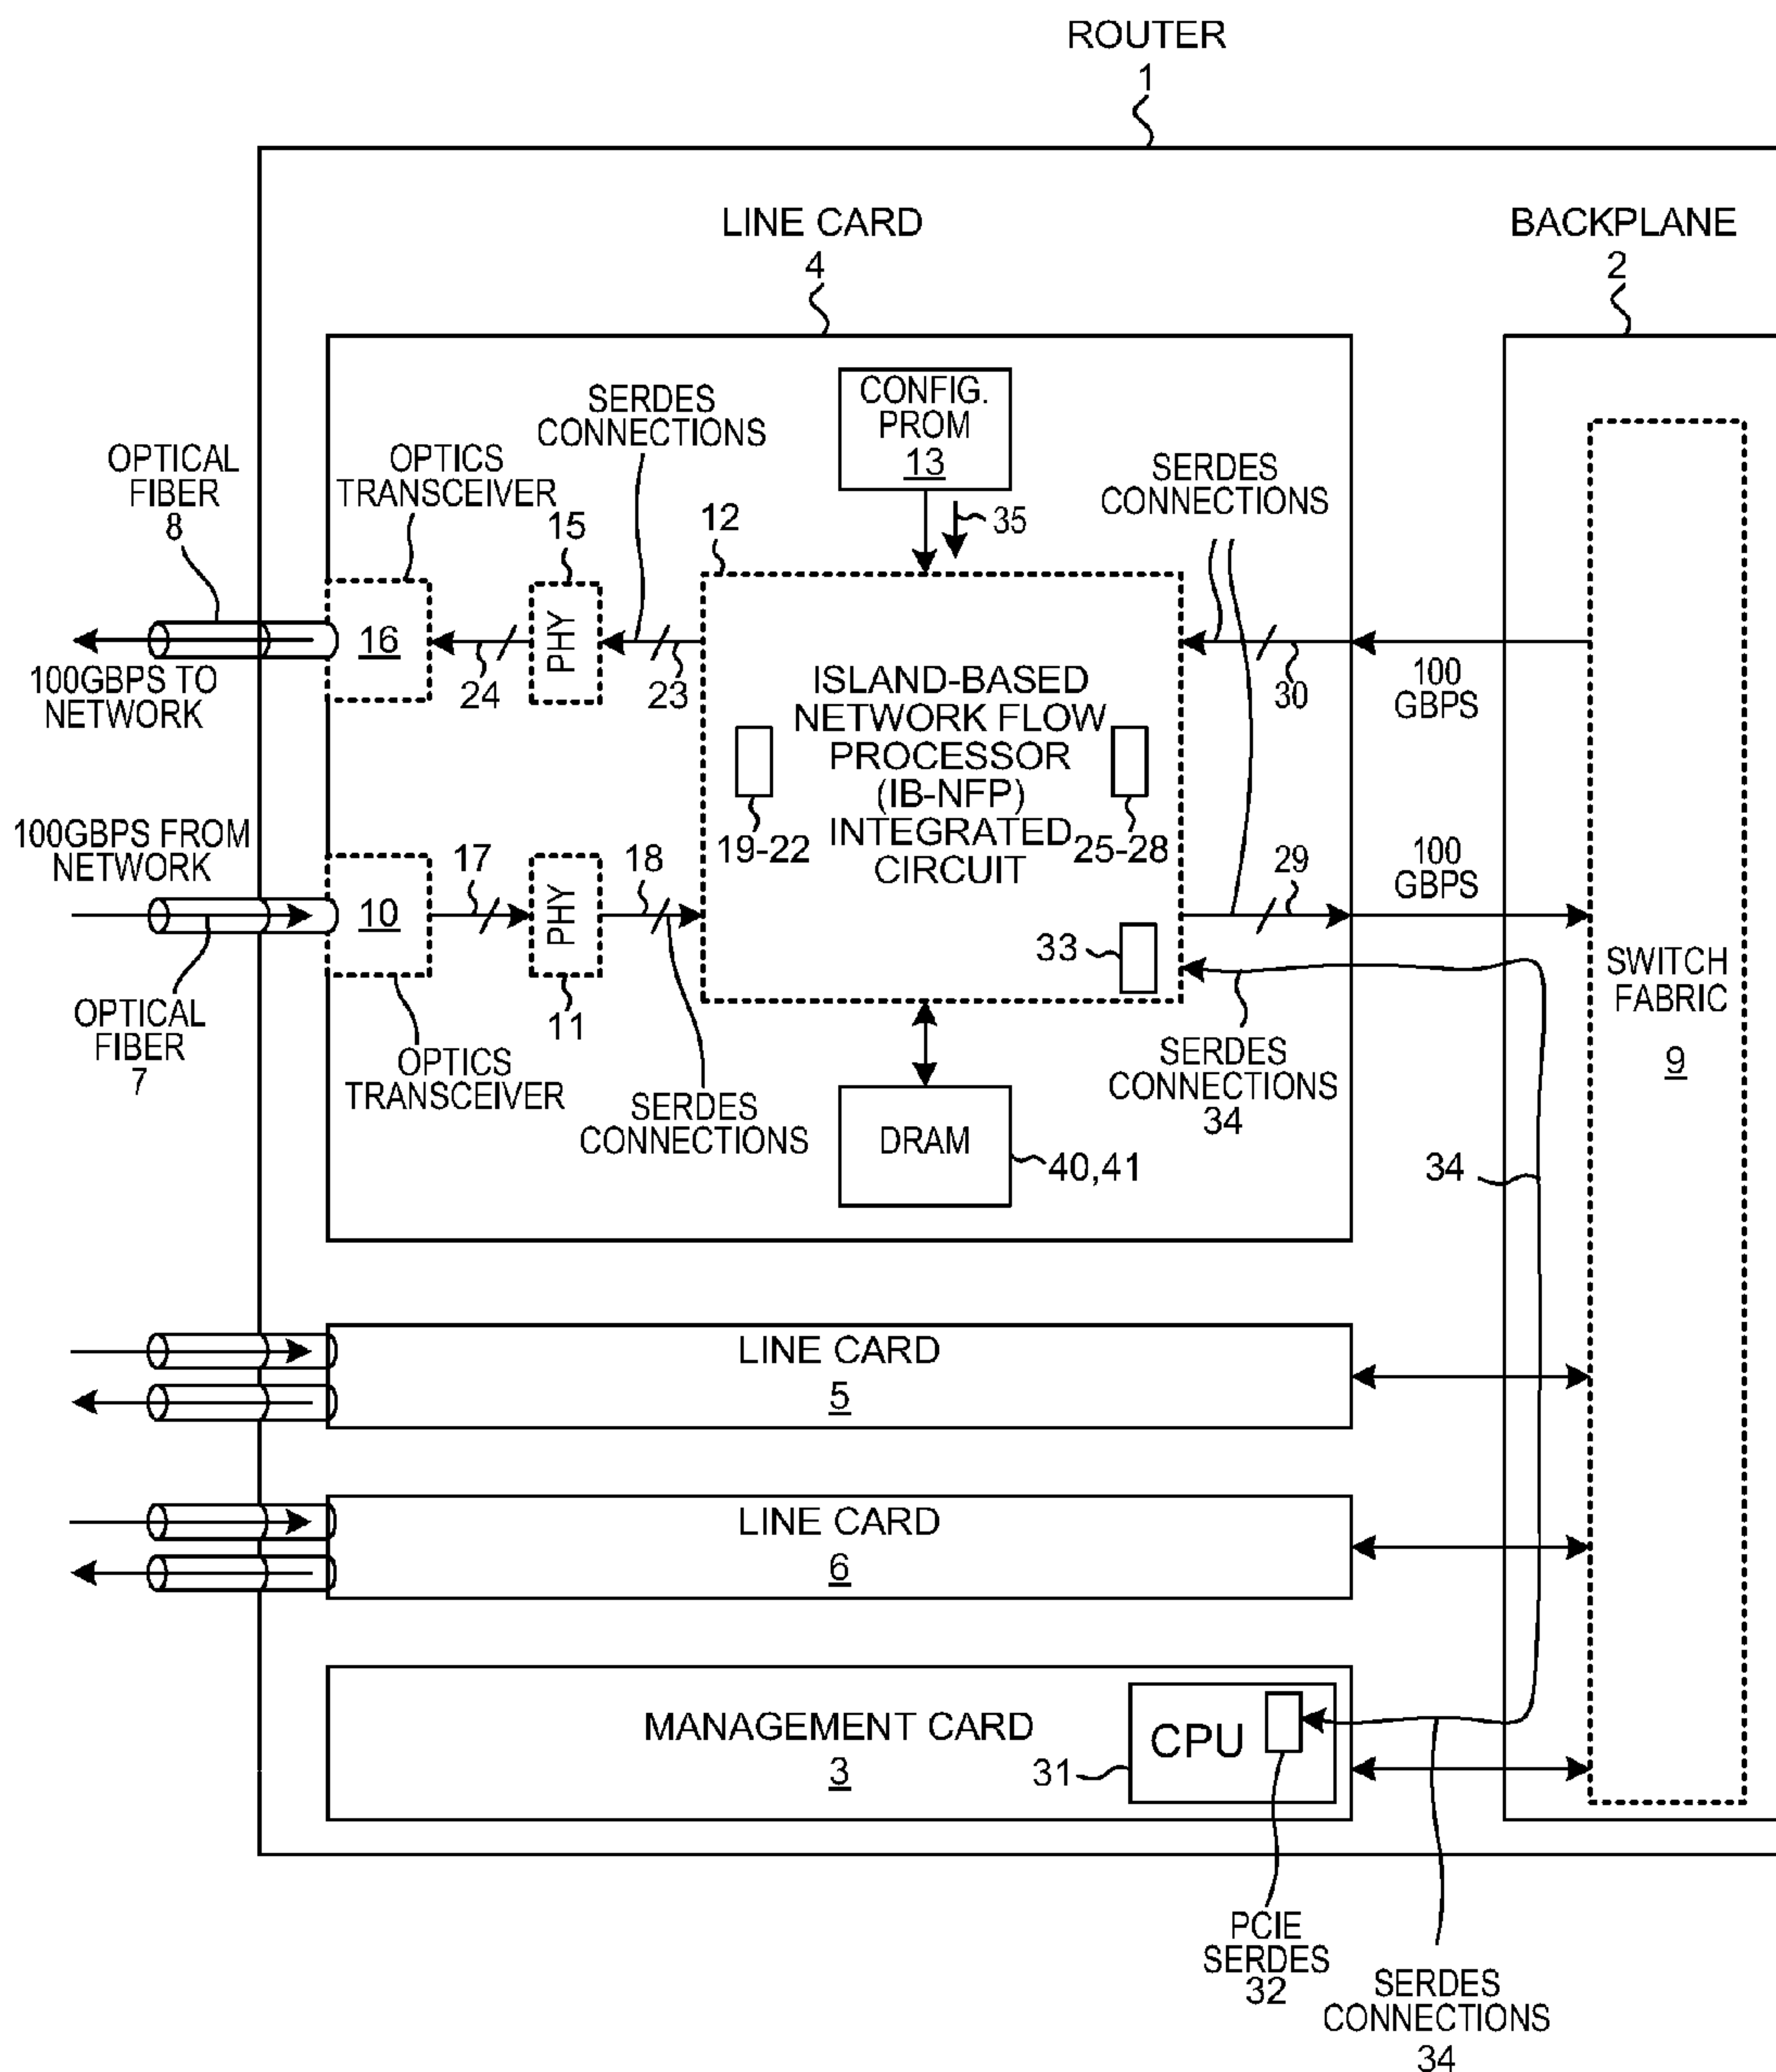 ROUTER
1
LINE CARD
4
BACKPLANE
2
CONFIG.
PROM
13
35
SERDES
CONNECTIONS
OPTICS
TRANSCEIVER
OPTICAL
FIBER
8
15
12
SERDES
CONNECTIONS
16
PHY
24
23
100GBPS TO
NETWORK
30
100
GBPS
ISLAND-BASED
NETWORK FLOW
PROCESSOR
(IB-NFP)
INTEGRATED
CIRCUIT
19-22
25-28
100GBPS FROM
NETWORK
17
18
29
100
GBPS
10
PHY
11
33
OPTICAL
FIBER
7
OPTICS
TRANSCEIVER
SERDES
CONNECTIONS
SERDES
CONNECTIONS
34
SWITCH
FABRIC
9
DRAM
40,41
34
LINE CARD
5
LINE CARD
6
MANAGEMENT CARD
3
CPU
31
PCIE
SERDES
32
SERDES
CONNECTIONS
34